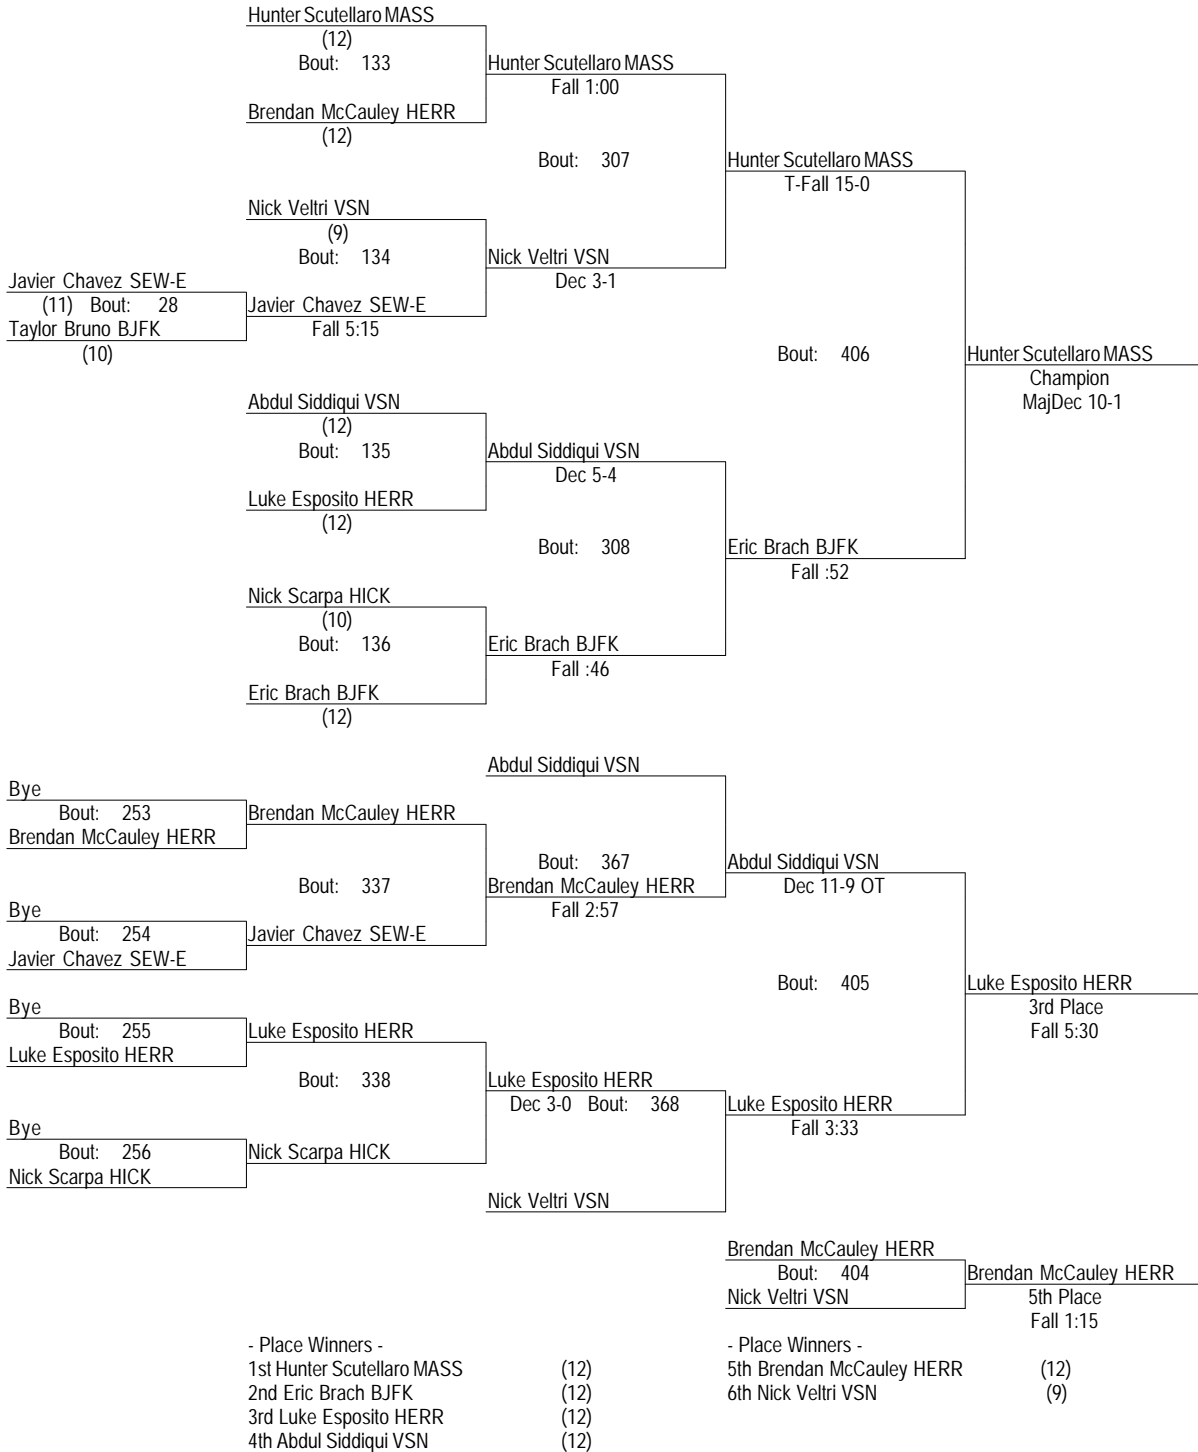 Hunter Scutellaro MASS
(12)
Bout: 133
Hunter Scutellaro MASS
Fall 1:00
Brendan McCauley HERR
(12)
Bout: 307
Hunter Scutellaro MASS
T-Fall 15-0
Nick Veltri VSN
(9)
Bout: 134
Nick Veltri VSN
Dec 3-1
Javier Chavez SEW-E
(11) Bout: 28
Javier Chavez SEW-E
Fall 5:15
Taylor Bruno BJFK
(10)
Bout: 406
Hunter Scutellaro MASS
Champion
MajDec 10-1
Abdul Siddiqui VSN
(12)
Bout: 135
Abdul Siddiqui VSN
Dec 5-4
Luke Esposito HERR
(12)
Bout: 308
Eric Brach BJFK
Fall :52
Nick Scarpa HICK
(10)
Bout: 136
Eric Brach BJFK
Fall :46
Eric Brach BJFK
(12)
Abdul Siddiqui VSN
Bye
Bout: 253
Brendan McCauley HERR
Brendan McCauley HERR
Bout: 367
Abdul Siddiqui VSN
Dec 11-9 OT
Bout: 337
Brendan McCauley HERR
Fall 2:57
Bye
Bout: 254
Javier Chavez SEW-E
Javier Chavez SEW-E
Bout: 405
Luke Esposito HERR
3rd Place
Fall 5:30
Bye
Bout: 255
Luke Esposito HERR
Luke Esposito HERR
Bout: 338
Luke Esposito HERR
Dec 3-0 Bout: 368
Luke Esposito HERR
Fall 3:33
Bye
Bout: 256
Nick Scarpa HICK
Nick Scarpa HICK
Nick Veltri VSN
Brendan McCauley HERR
Bout: 404
Brendan McCauley HERR
Nick Veltri VSN
5th Place
Fall 1:15
- Place Winners -
1st Hunter Scutellaro MASS (12)
2nd Eric Brach BJFK (12)
3rd Luke Esposito HERR (12)
4th Abdul Siddiqui VSN (12)
- Place Winners -
5th Brendan McCauley HERR (12)
6th Nick Veltri VSN (9)